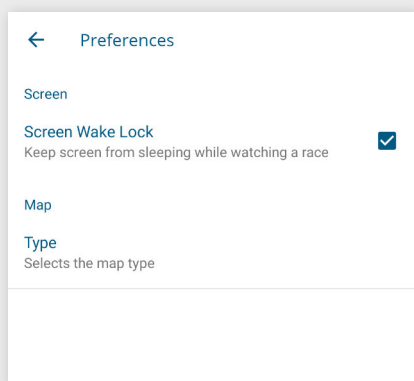 Preferences
Screen
Screen Wake Lock
Keep screen from sleeping while watching a race
Map
Type
Selects the map type